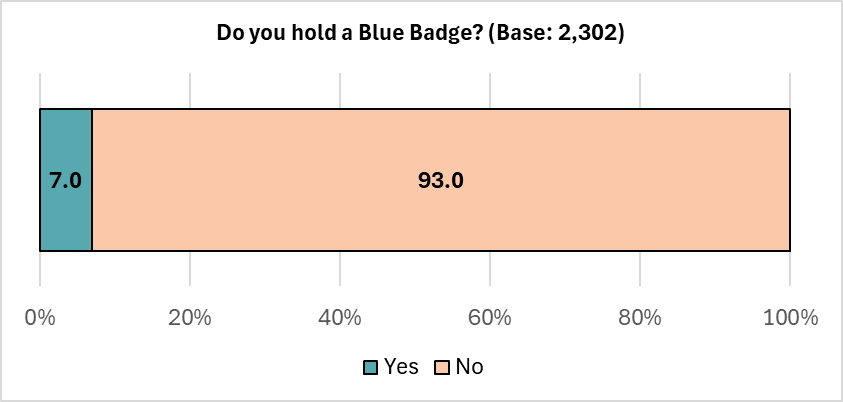 Do you hold a Blue Badge? (Base: 2,302)
7.0 93.0
0% 20% 40% 60% 80% 100%
Yes No